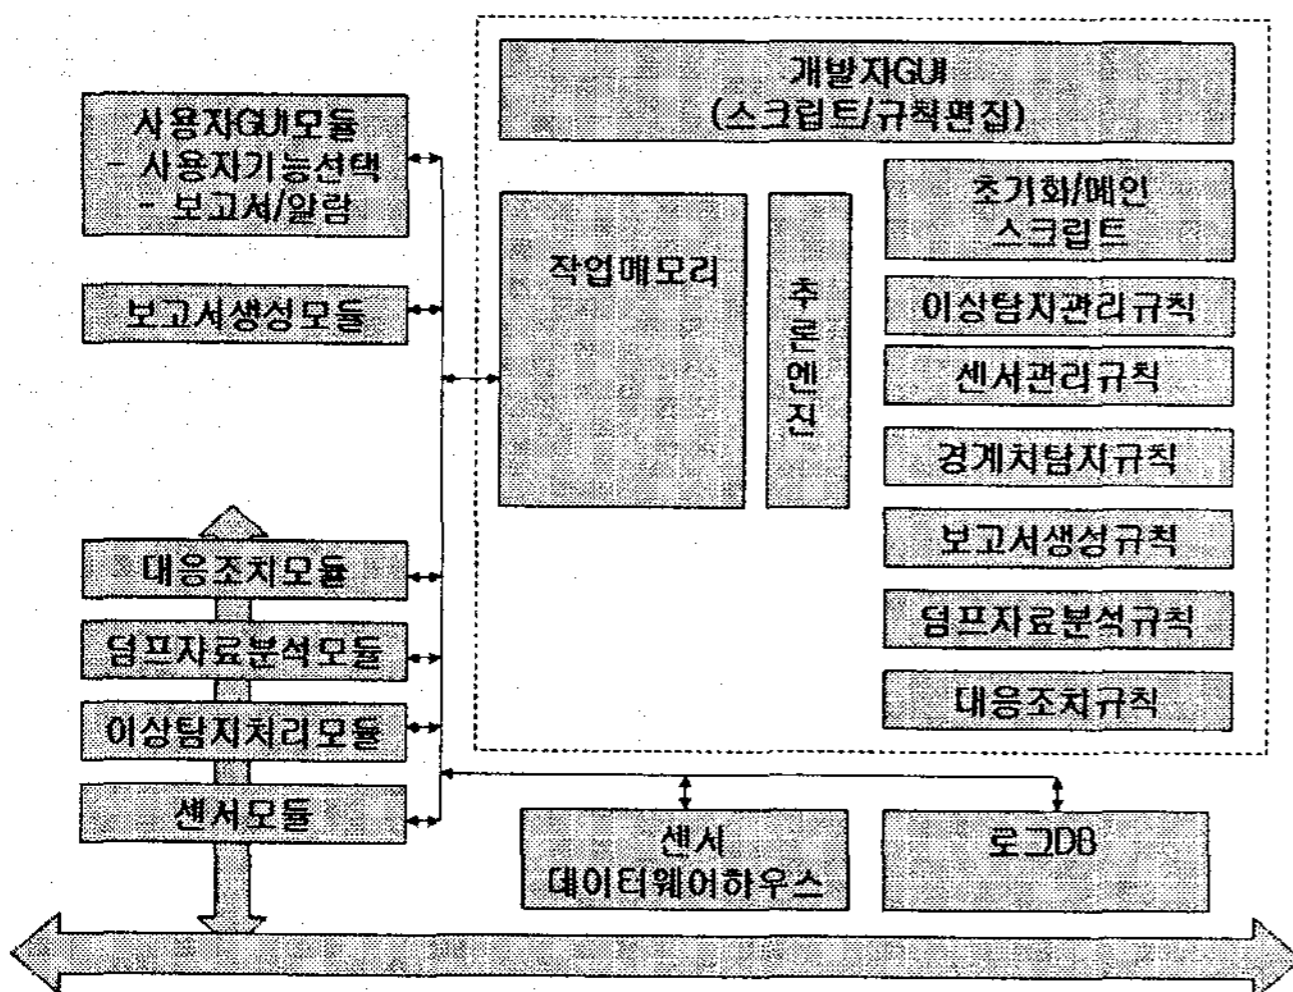 개발자GUI
(스크립트/규칙편집)
사용자GUI모듈
- 사용자기능선택
- 보고서/알람
보고서생성모듈
작업메모리
추론엔진
초기화/메인
스크립트
이상탐지관리규칙
센서관리규칙
경계치탐지규칙
보고서생성규칙
덤프자료분석규칙
대응조치규칙
대응조치모듈
덤프자료분석모듈
이상탐지처리모듈
센서모듈
센서
데이터웨어하우스
로그DB